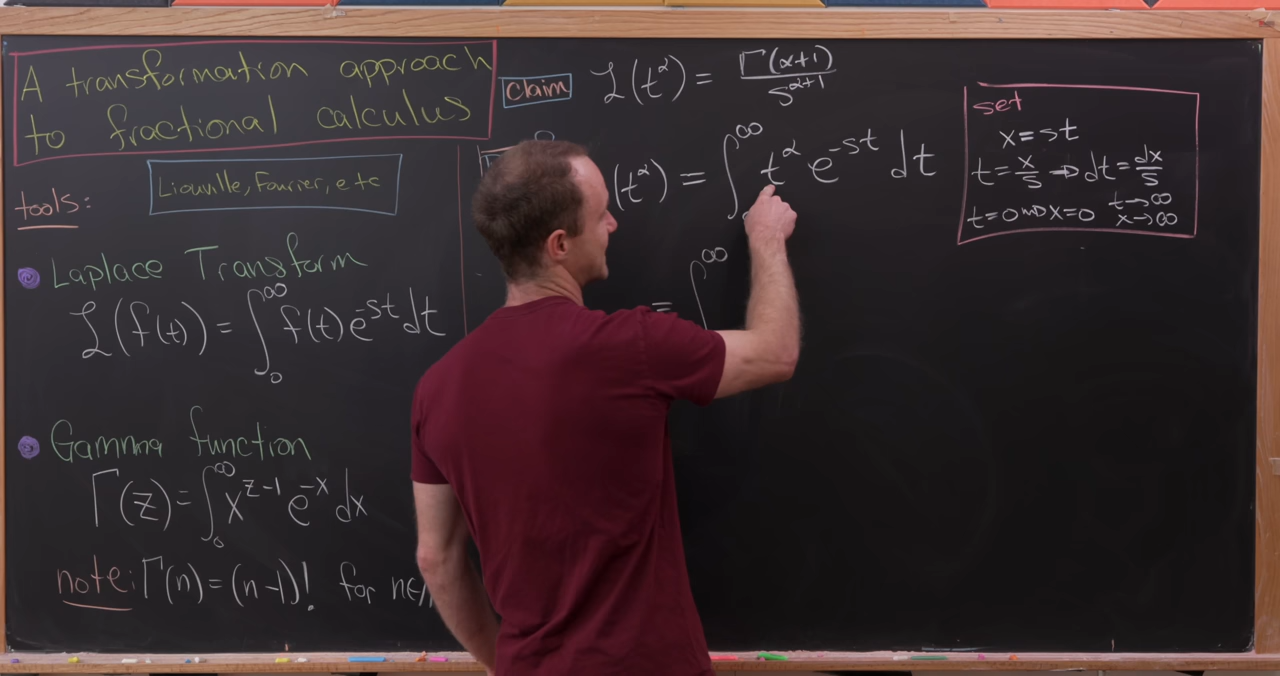 A transformation approach
to fractional calculus
Liouville, Fourier, etc
tools:
Laplace Transform
ℒ(f(t)) = ∫₀^∞ f(t) e^{-st} dt
Gamma function
Γ(z) = ∫₀^∞ x^{z-1} e^{-x} dx
note: Γ(n) = (n-1)! for n∈
Claim ℒ(t^α) = Γ(α+1)/s^{α+1}
(t^α) = ∫^∞ t^α e^{-st} dt
= ∫^∞
set
x = st
t = x/s → dt = dx/s
t=0 ⇝ x=0 t→∞
x→∞